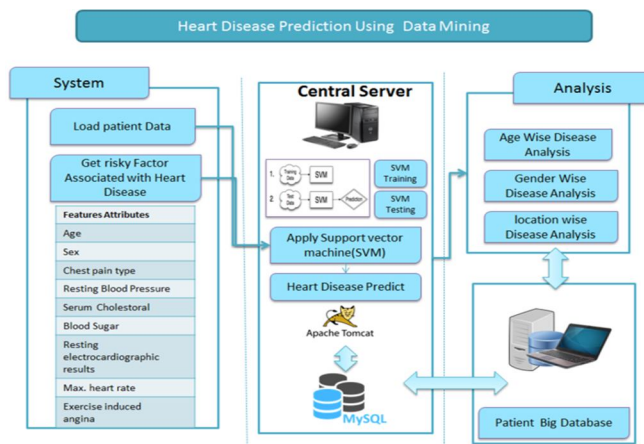 Heart Disease Prediction Using Data Mining
System
Load patient Data
Get risky Factor
Associated with Heart
Disease
Features Attributes
Age
Sex
Chest pain type
Resting Blood Pressure
Serum Cholestoral
Blood Sugar
Resting
electrocardiographic
results
Max. heart rate
Exercise induced
angina
Central Server
1.
Training
Data
SVM
2.
Test
Data
SVM
Prediction
SVM
Training
SVM
Testing
Apply Support vector
machine(SVM)
Heart Disease Predict
Apache Tomcat
MySQL
Analysis
Age Wise Disease
Analysis
Gender Wise
Disease Analysis
location wise
Disease Analysis
Patient Big Database